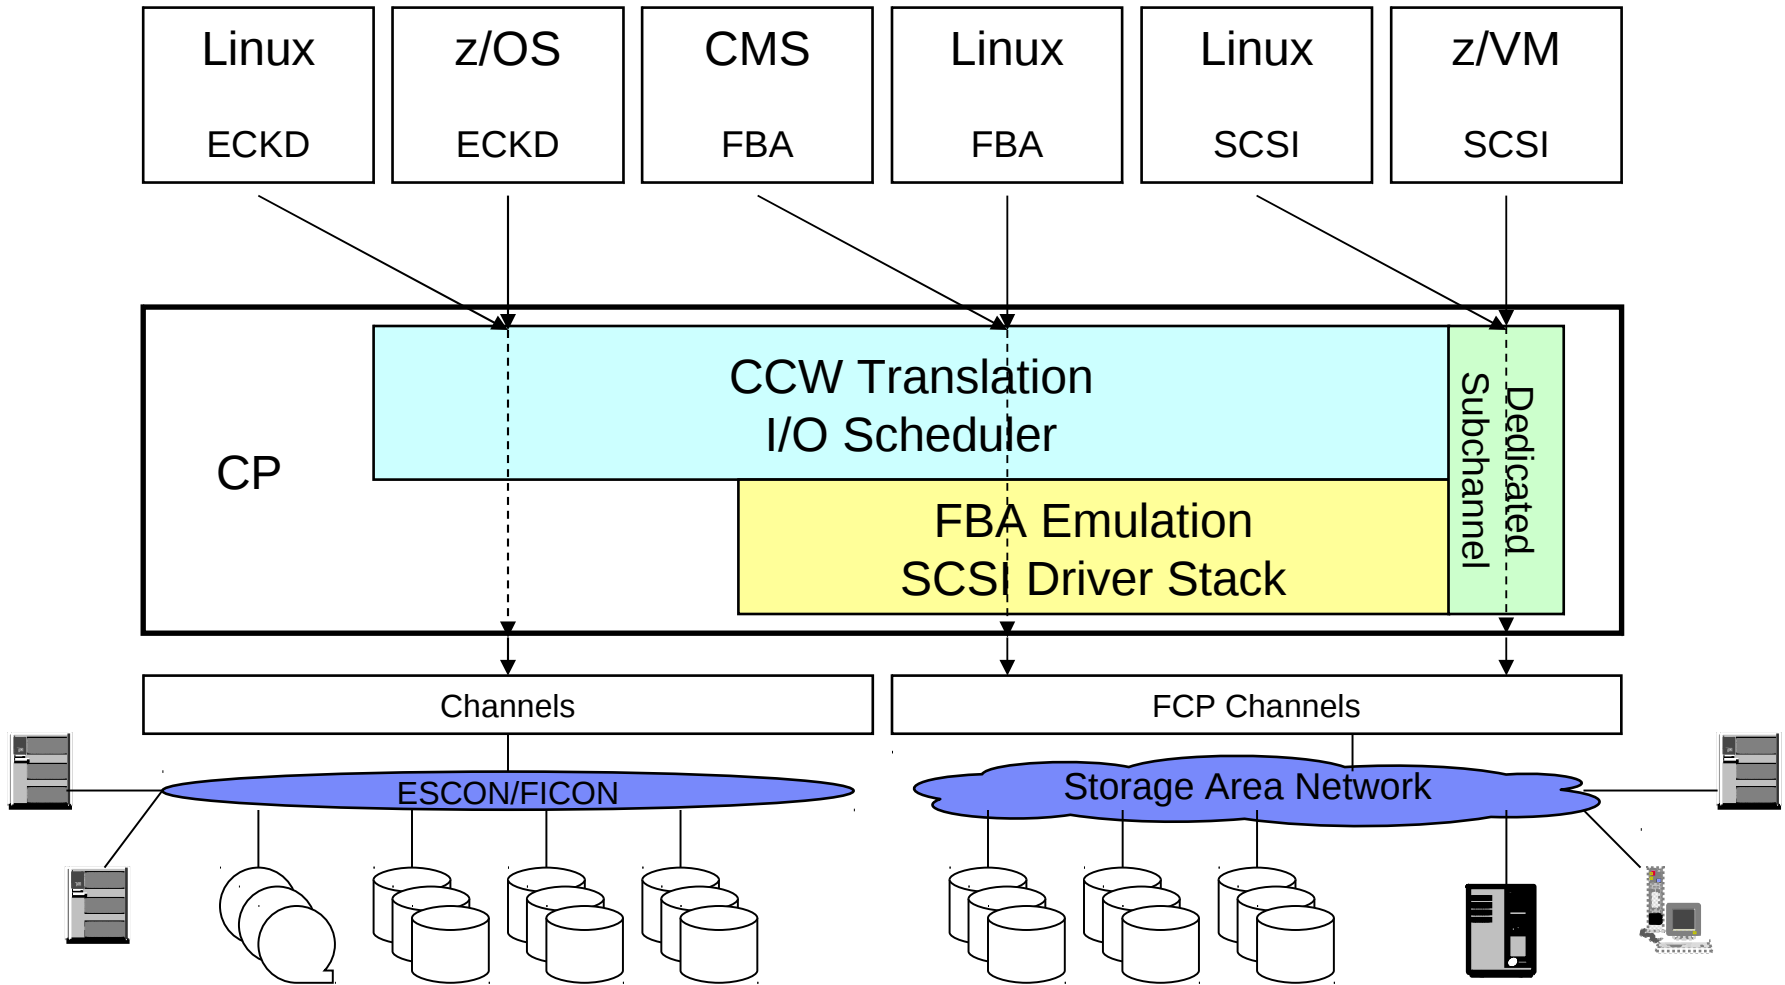 Linux
ECKD
z/OS
ECKD
CMS
FBA
Linux
FBA
Linux
SCSI
z/VM
SCSI
CP
CCW Translation
I/O Scheduler
FBA Emulation
SCSI Driver Stack
Dedicated
Subchannel
Channels
FCP Channels
ESCON/FICON
Storage Area Network